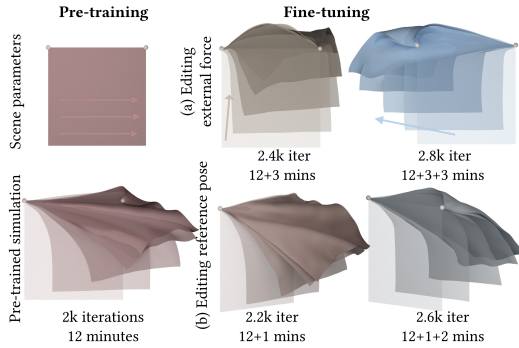 Pre-training
Fine-tuning
Scene parameters
(a) Editing
external force
2.4k iter
12+3 mins
2.8k iter
12+3+3 mins
Pre-trained simulation
2k iterations
12 minutes
(b) Editing reference pose
2.2k iter
12+1 mins
2.6k iter
12+1+2 mins